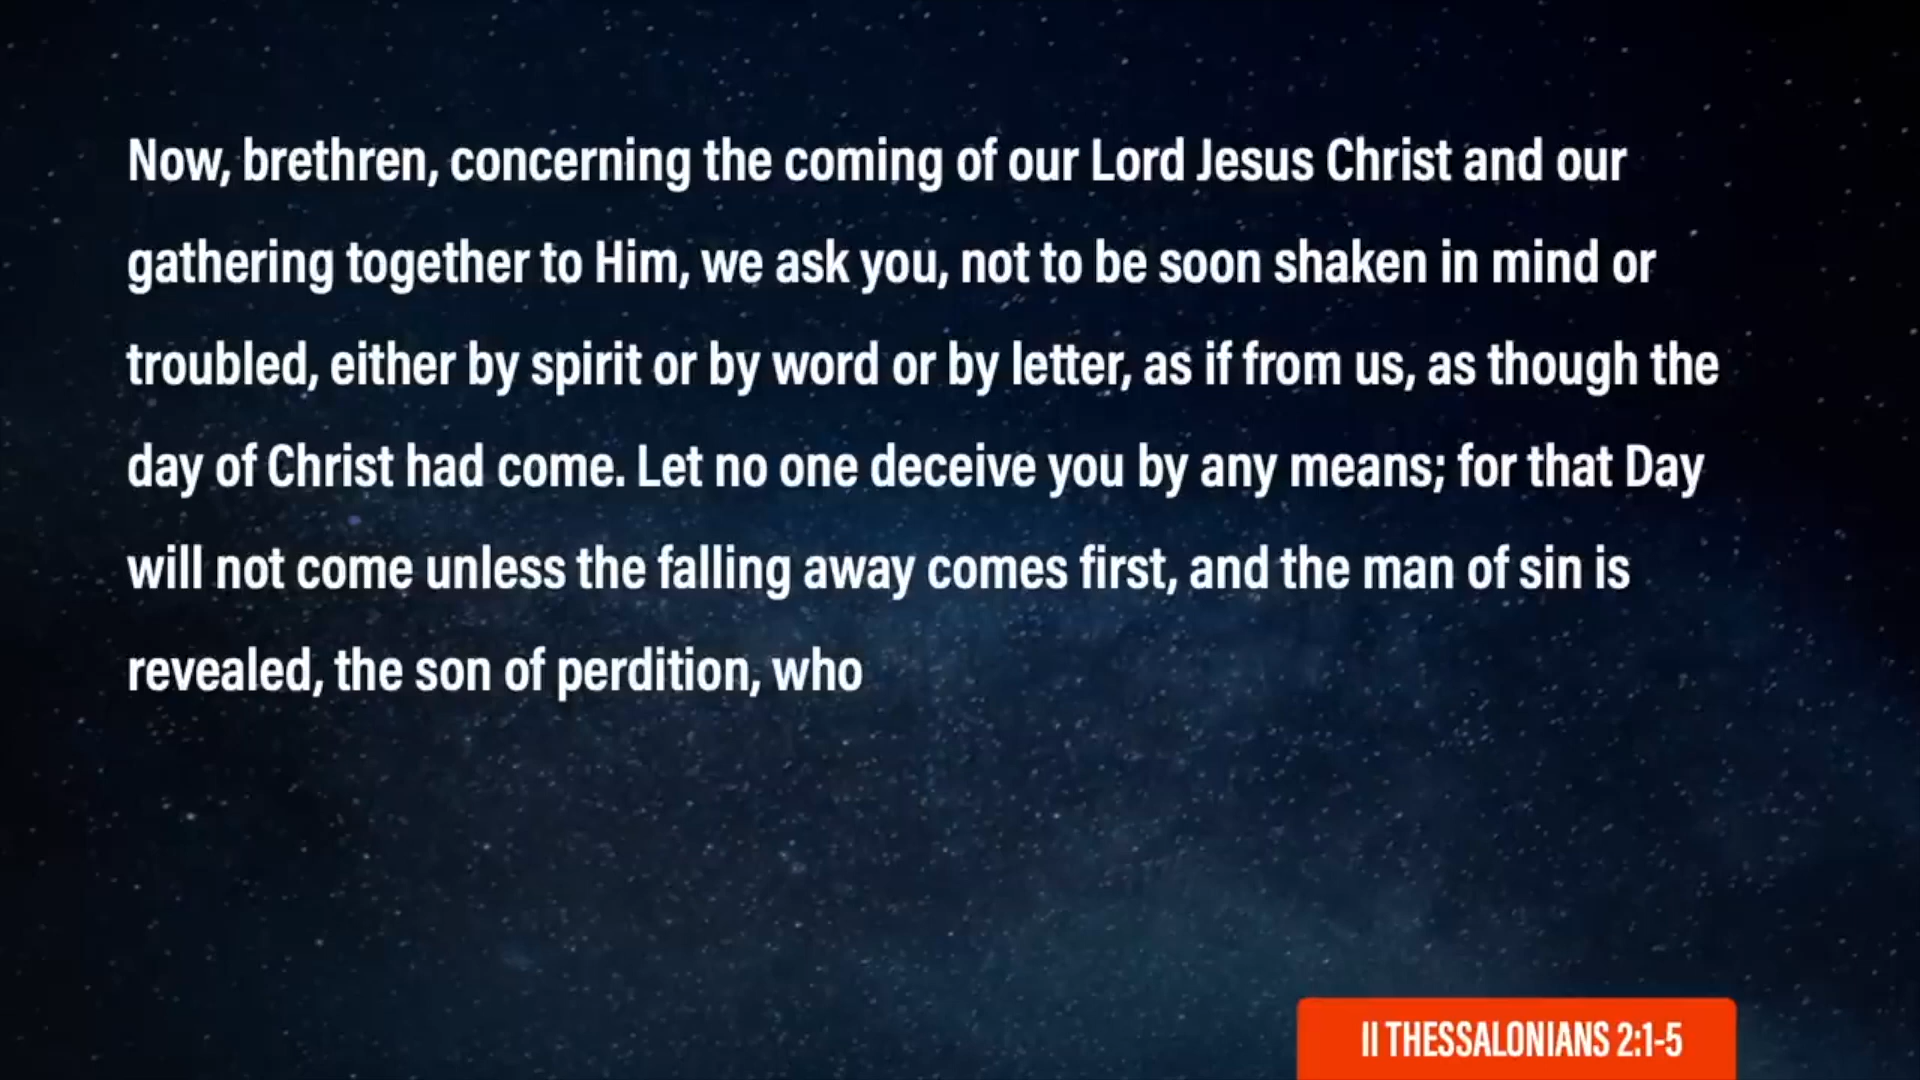 Now, brethren, concerning the coming of our Lord Jesus Christ and our
gathering together to Him, we ask you, not to be soon shaken in mind or
troubled, either by spirit or by word or by letter, as if from us, as though the
day of Christ had come. Let no one deceive you by any means; for that Day
will not come unless the falling away comes first, and the man of sin is
revealed, the son of perdition, who
II THESSALONIANS 2:1-5